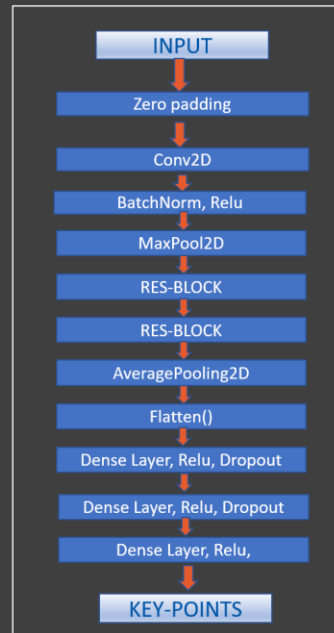 INPUT
Zero padding
Conv2D
BatchNorm, Relu
MaxPool2D
RES-BLOCK
RES-BLOCK
AveragePooling2D
Flatten()
Dense Layer, Relu, Dropout
Dense Layer, Relu, Dropout
Dense Layer, Relu,
KEY-POINTS